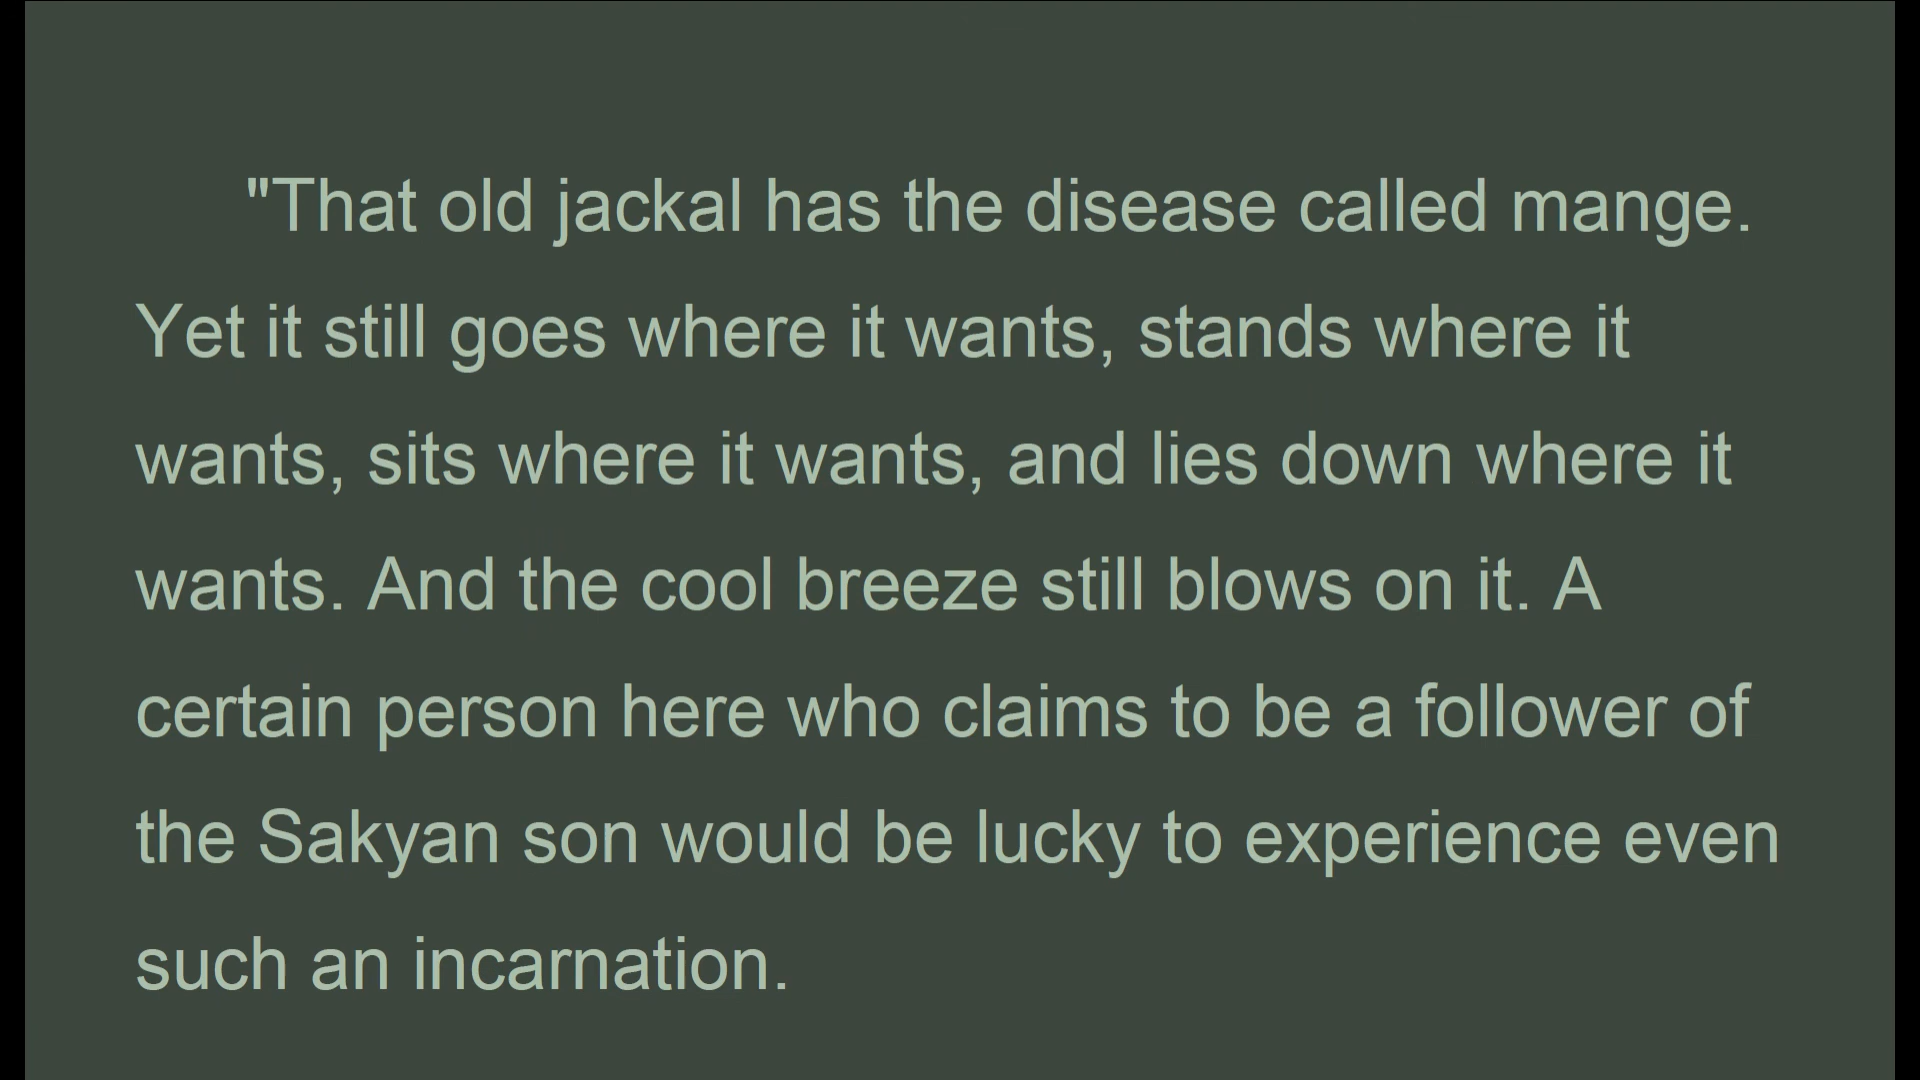 "That old jackal has the disease called mange.
Yet it still goes where it wants, stands where it
wants, sits where it wants, and lies down where it
wants. And the cool breeze still blows on it. A
certain person here who claims to be a follower of
the Sakyan son would be lucky to experience even
such an incarnation.